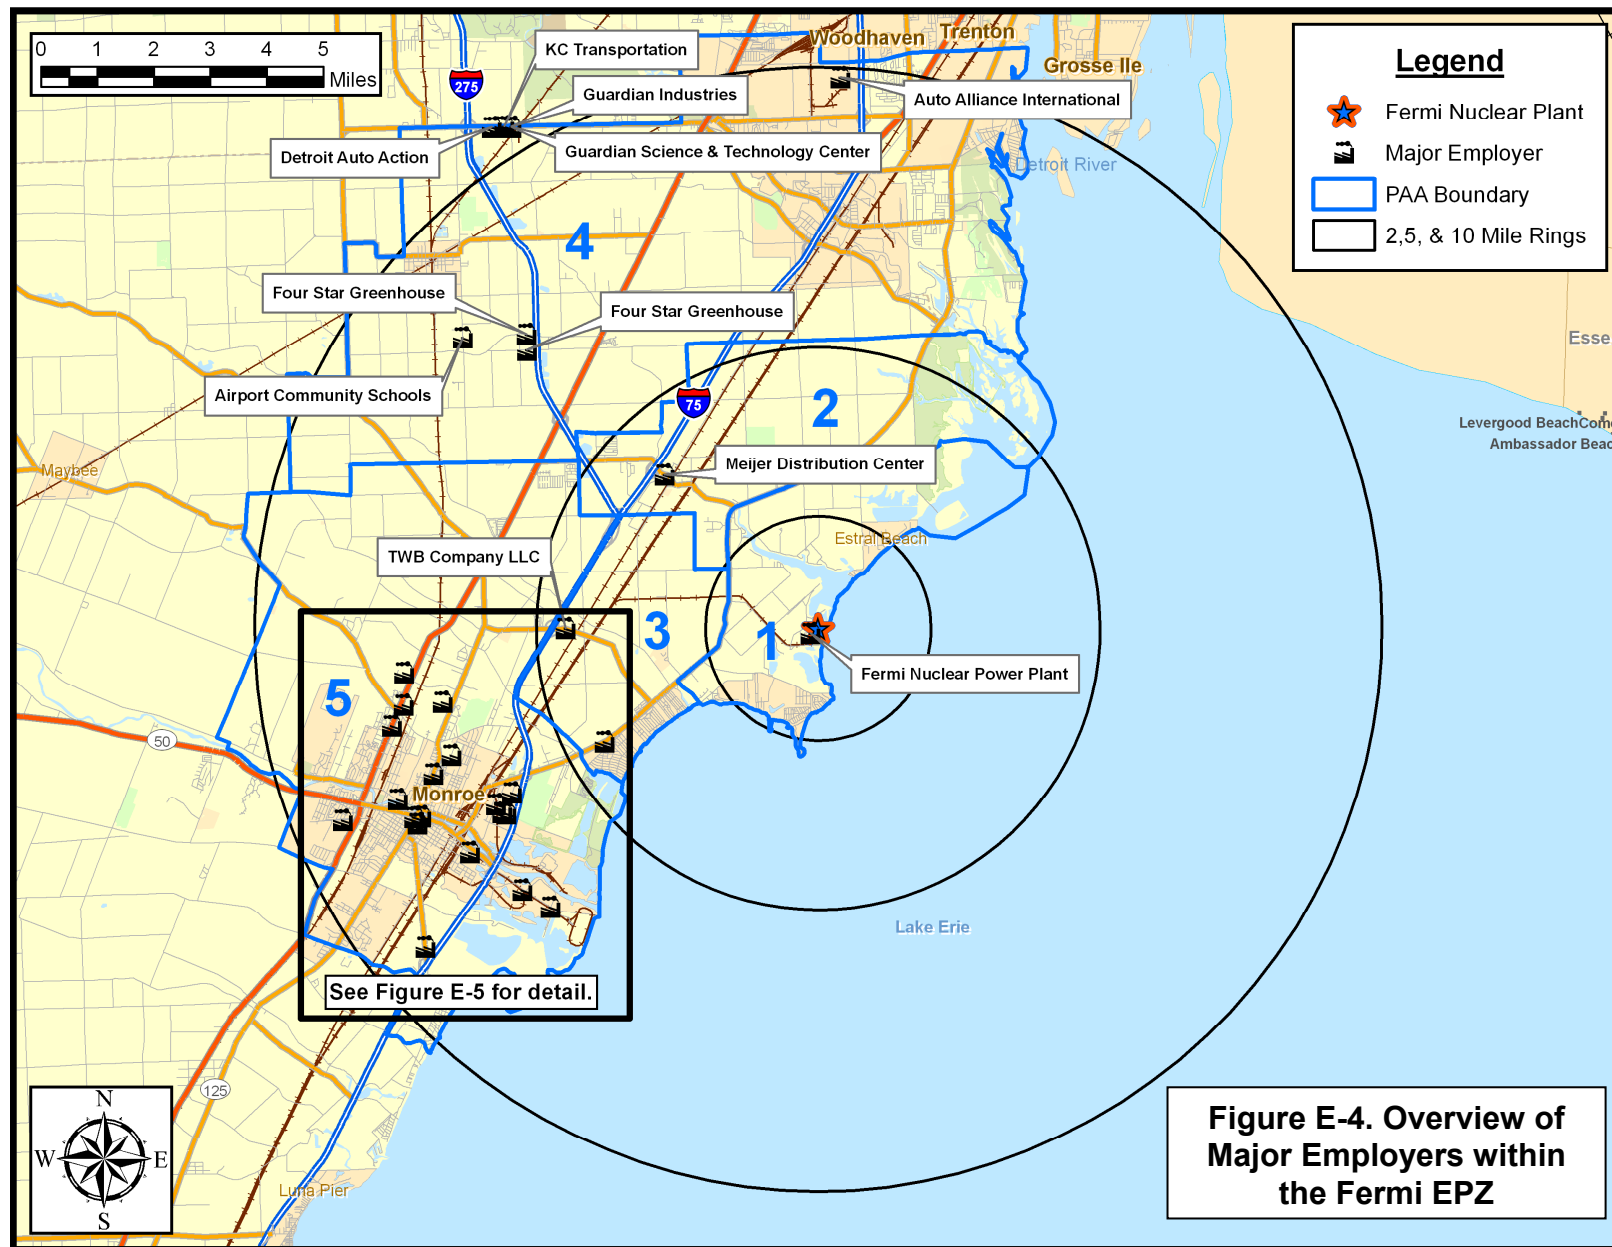 0 1 2 3 4 5
Miles
275
KC Transportation
Guardian Industries
Detroit Auto Action
Guardian Science & Technology Center
Woodhaven
Trenton
Grosse Ile
Auto Alliance International
Detroit River
Legend
Fermi Nuclear Plant
Major Employer
PAA Boundary
2,5, & 10 Mile Rings
4
Four Star Greenhouse
Four Star Greenhouse
Airport Community Schools
75
2
Meijer Distribution Center
Maybee
Esse
Levergood Beach
Ambassador Beac
TWB Company LLC
Estral Beach
3
1
Fermi Nuclear Power Plant
5
50
Monroe
Lake Erie
See Figure E-5 for detail.
125
Luna Pier
N
W E
S
Figure E-4. Overview of
Major Employers within
the Fermi EPZ